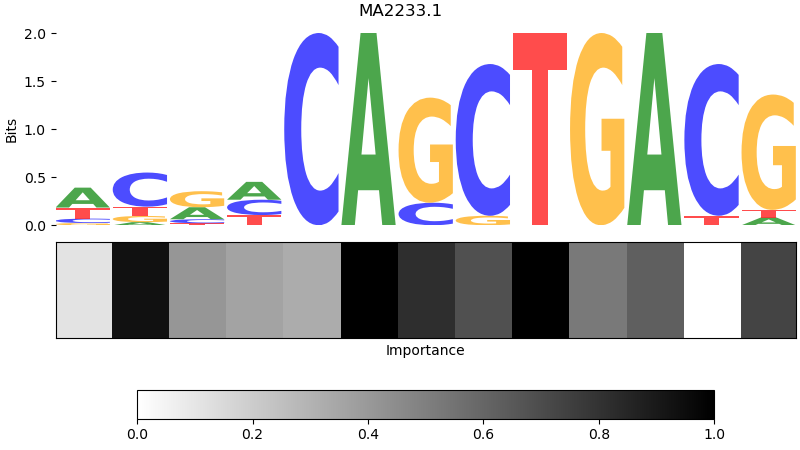 MA2233.1
2.0
1.5
1.0
0.5
0.0
Bits
A C G A C A G C T G A C G
T T A C C G T T
C G C T G A
G A T
Importance
0.0 0.2 0.4 0.6 0.8 1.0